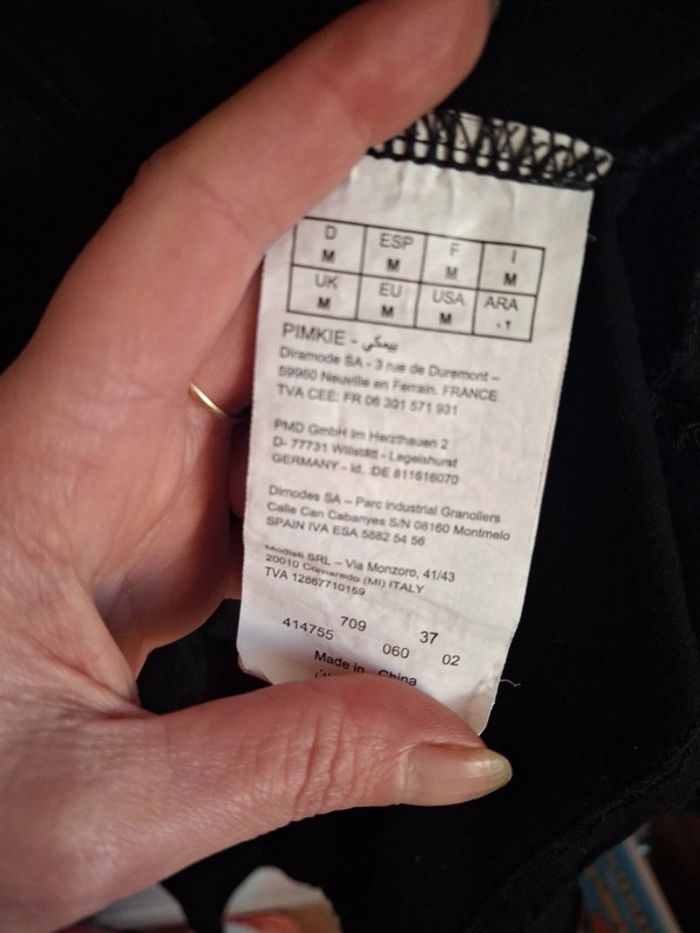 D ESP F I
M M M M
UK EU USA ARA
M M M ٠٢
PIMKIE - بيمكي
Diramode SA - 3 rue de Duremont –
59960 Neuville en Ferrain. FRANCE
TVA CEE: FR 06 301 571 931
PMD GmbH Im Herzthauen 2
D- 77731 Willstätt - Legelshurst
GERMANY - Id. :DE 811616070
Dimodes SA – Parc Industrial Granollers
Calle Can Cabanyes S/N 08160 Montmelo
SPAIN IVA ESA 5882 54 56
Modiati SRL – Via Monzoro, 41/43
20010 Cornaredo (MI) ITALY
TVA 12867710159
414755 709 060 37 02
Made in China